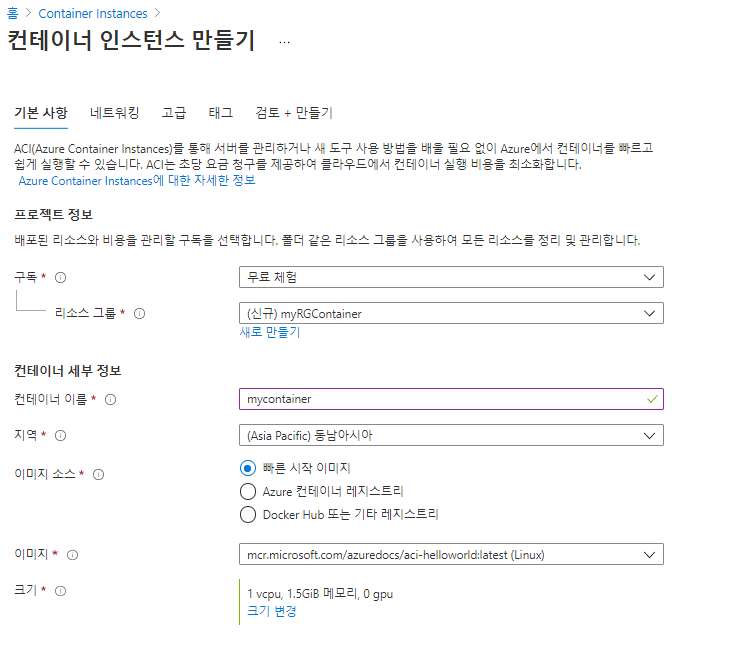 홈 > Container Instances >
컨테이너 인스턴스 만들기 ...
기본 사항 네트워킹 고급 태그 검토 + 만들기
ACI(Azure Container Instances)를 통해 서버를 관리하거나 새 도구 사용 방법을 배울 필요 없이 Azure에서 컨테이너를 빠르고
쉽게 실행할 수 있습니다. ACI는 초당 요금 청구를 제공하여 클라우드에서 컨테이너 실행 비용을 최소화합니다.
Azure Container Instances에 대한 자세한 정보
프로젝트 정보
배포된 리소스와 비용을 관리할 구독을 선택합니다. 폴더 같은 리소스 그룹을 사용하여 모든 리소스를 정리 및 관리합니다.
구독 * 무료 체험
리소스 그룹 * (신규) myRGContainer
새로 만들기
컨테이너 세부 정보
컨테이너 이름 * mycontainer
지역 * (Asia Pacific) 동남아시아
이미지 소스 * 빠른 시작 이미지
Azure 컨테이너 레지스트리
Docker Hub 또는 기타 레지스트리
이미지 * mcr.microsoft.com/azuredocs/aci-helloworld:latest (Linux)
크기 * 1 vcpu, 1.5GiB 메모리, 0 gpu
크기 변경